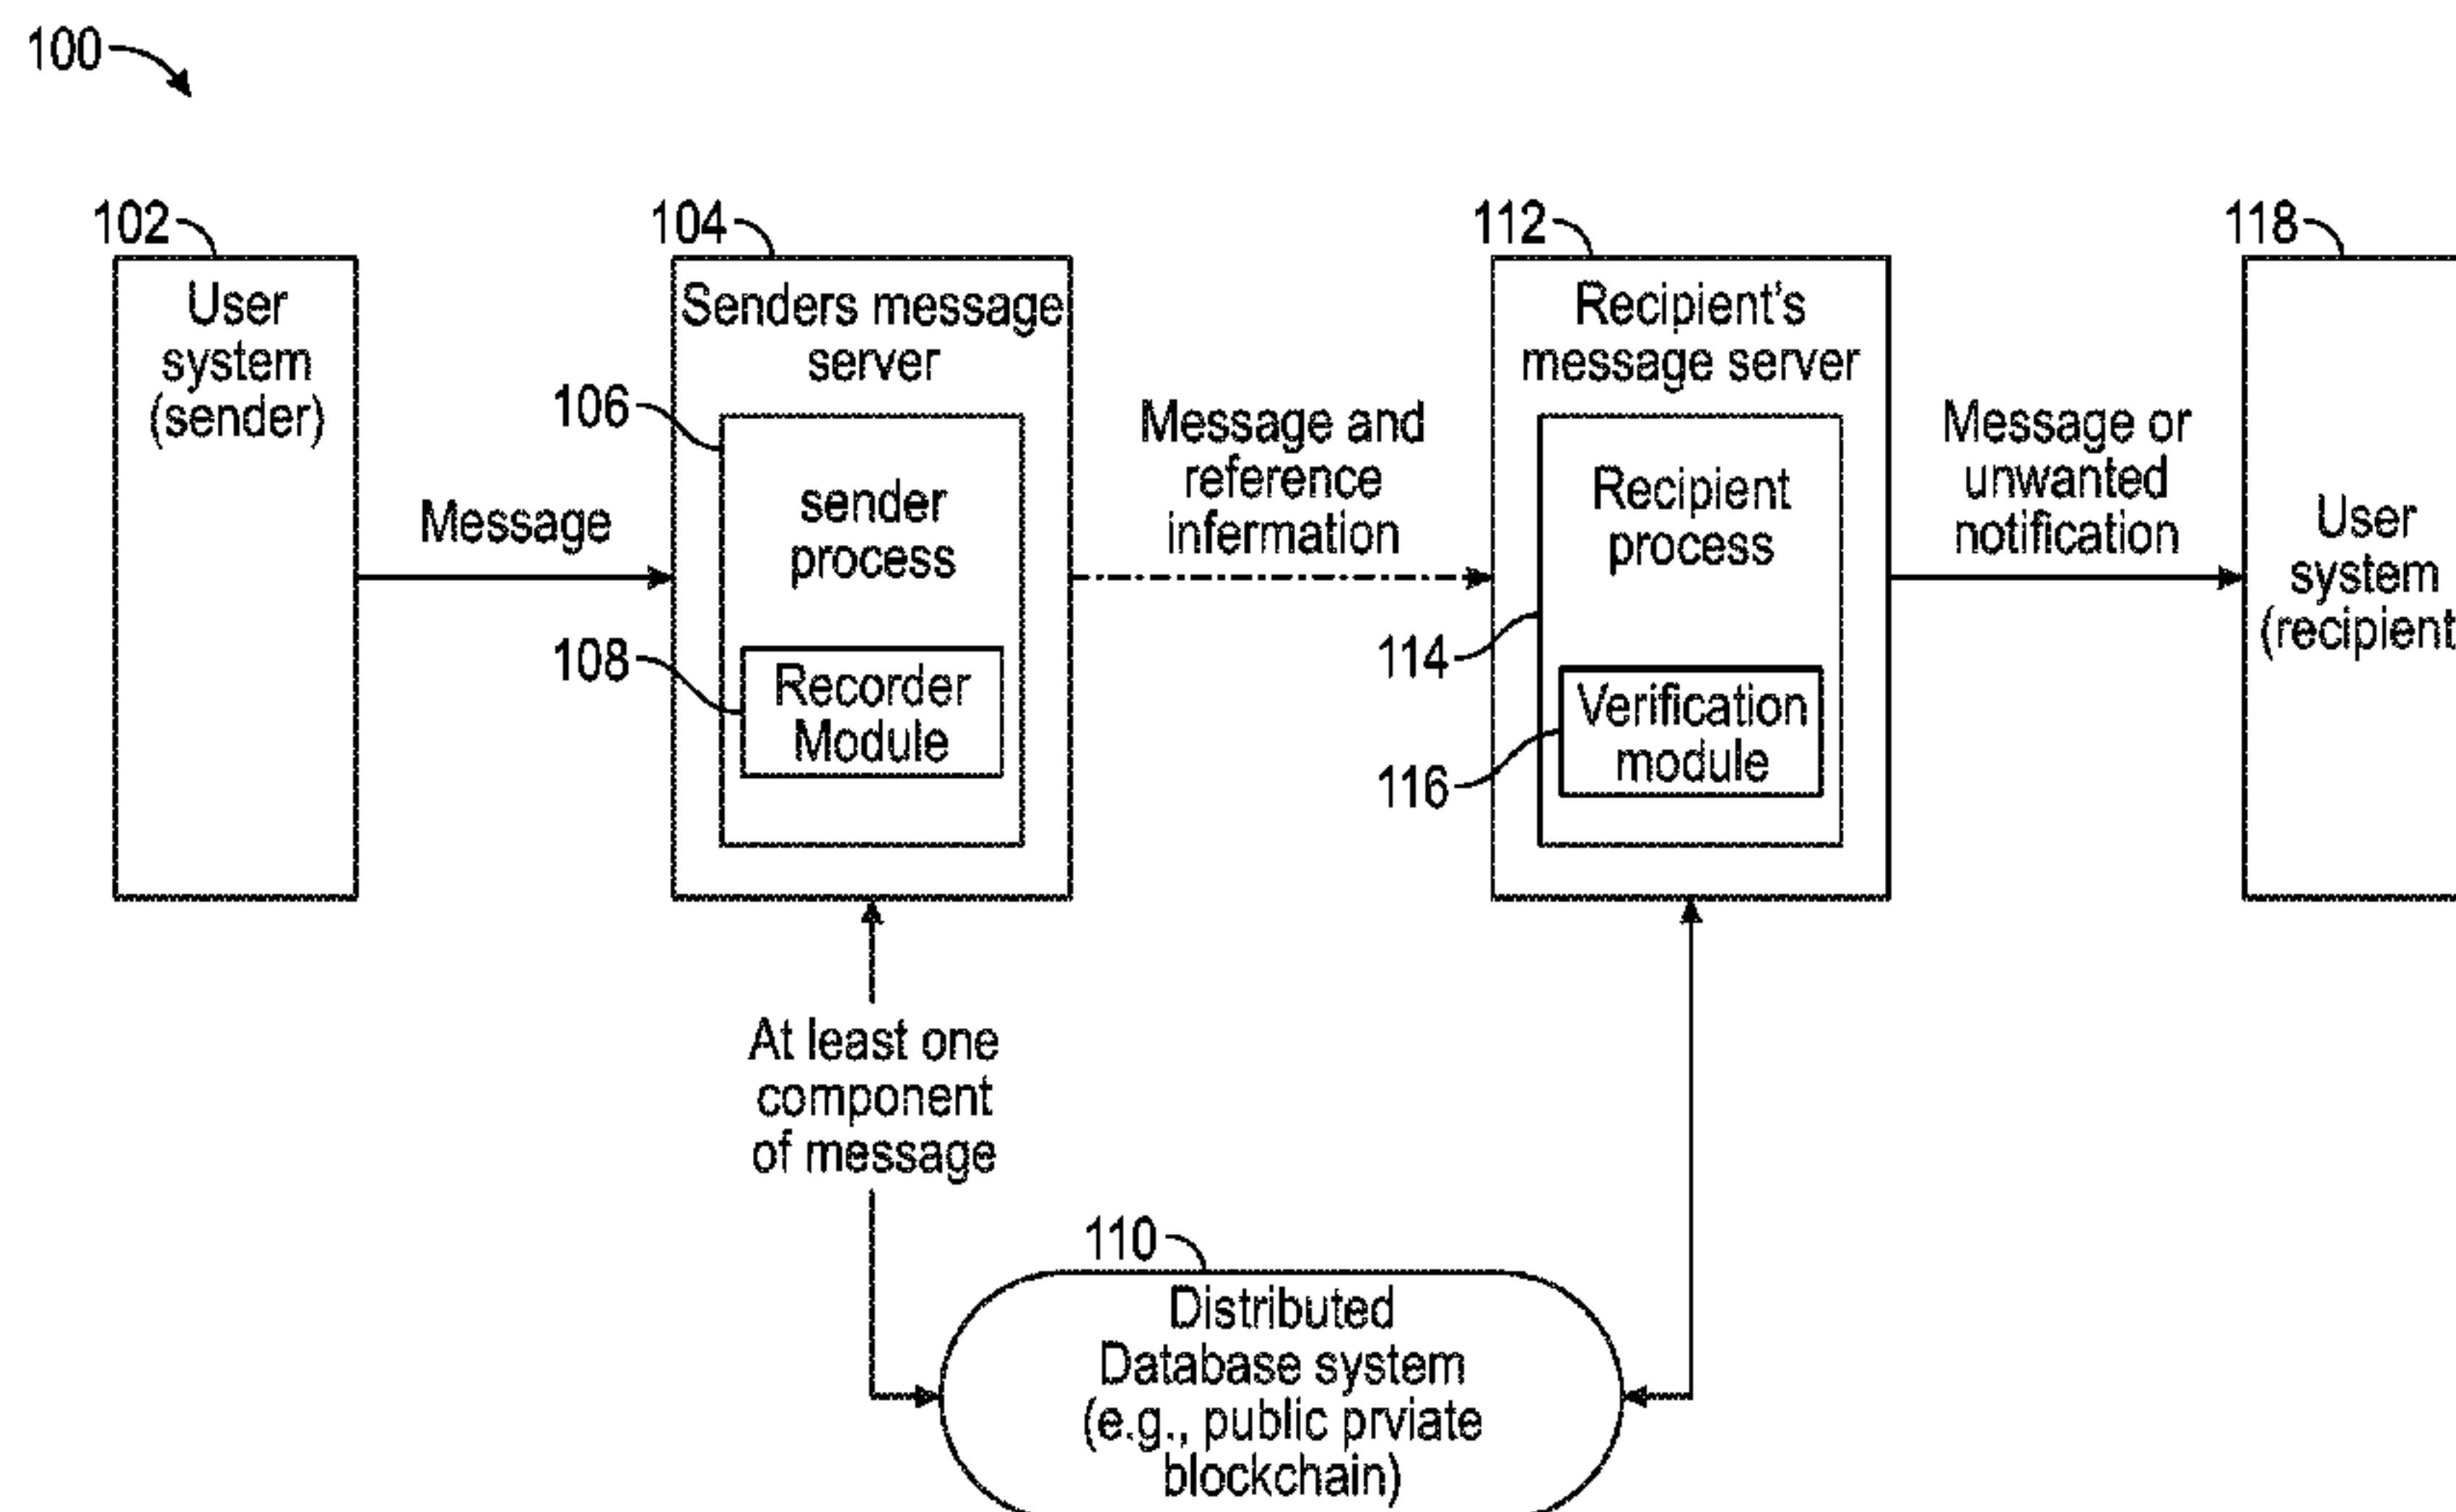 100
102
User
system
(sender)
Message
104
Senders message
server
106
sender
process
108
Recorder
Module
Message and
reference
infermation
112
Recipient's
message server
114
Recipient
process
116
Verification
module
Message or
unwanted
notification
118
User
system
(recipient
At least one
component
of message
110
Distributed
Database system
(e.g., public prviate
blockchain)